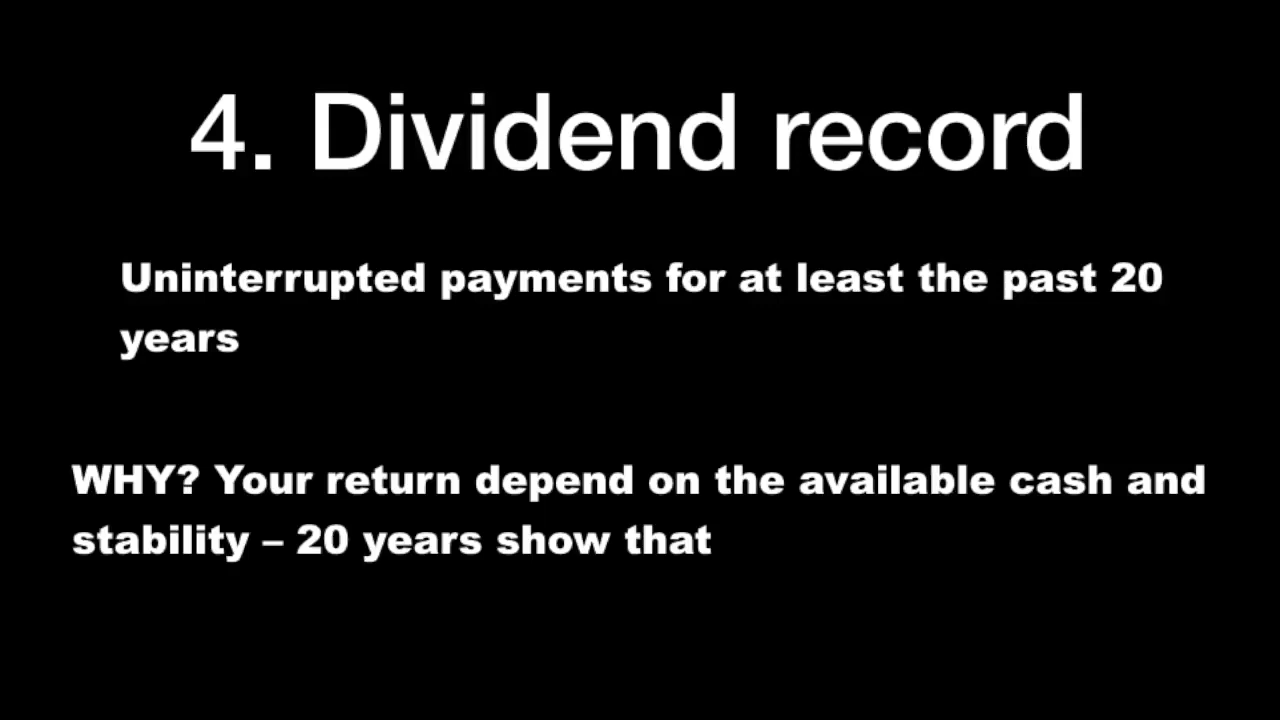 4. Dividend record
Uninterrupted payments for at least the past 20
years
WHY? Your return depend on the available cash and
stability – 20 years show that